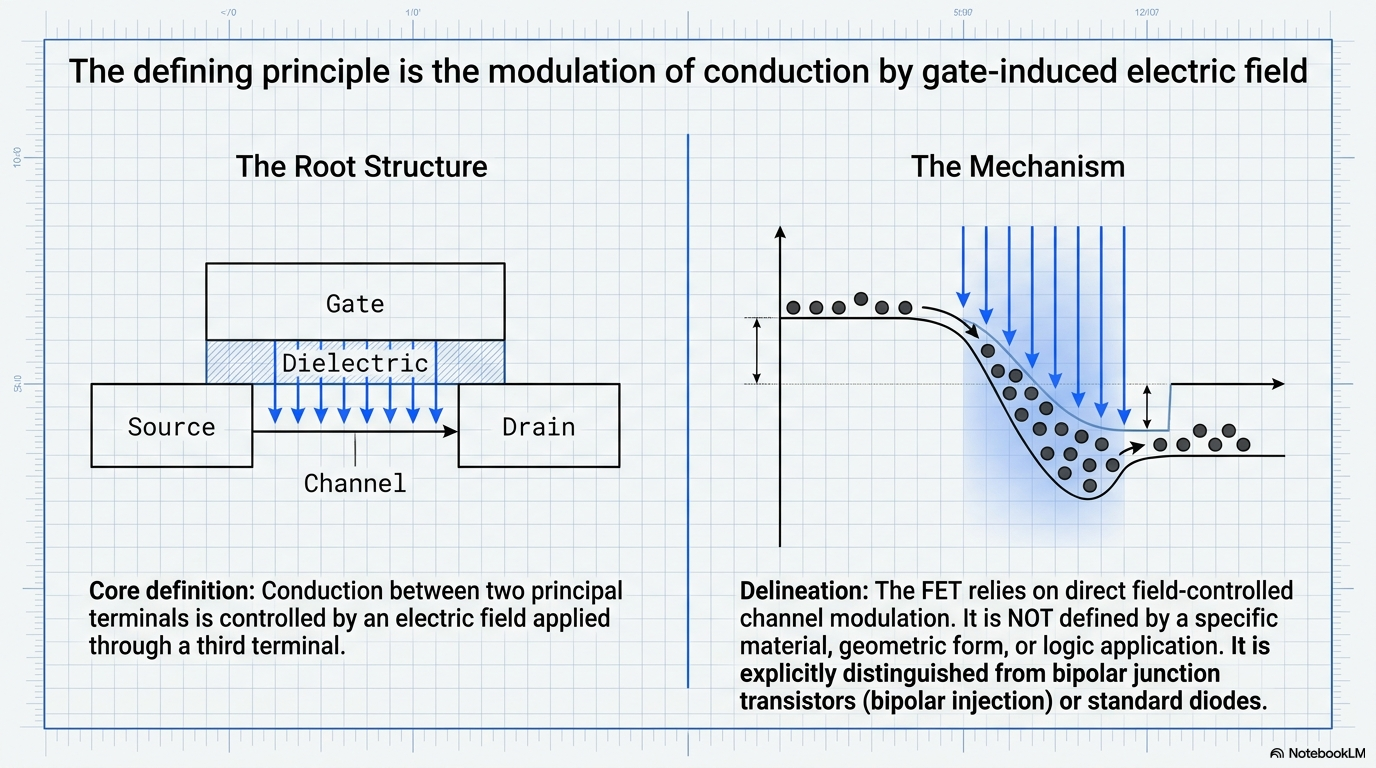 The defining principle is the modulation of conduction by gate-induced electric field
The Root Structure
Gate
Dielectric
Source
Drain
Channel
Core definition: Conduction between two principal
terminals is controlled by an electric field applied
through a third terminal.
The Mechanism
Delineation: The FET relies on direct field-controlled
channel modulation. It is NOT defined by a specific
material, geometric form, or logic application. It is
explicitly distinguished from bipolar junction
transistors (bipolar injection) or standard diodes.
NotebookLM